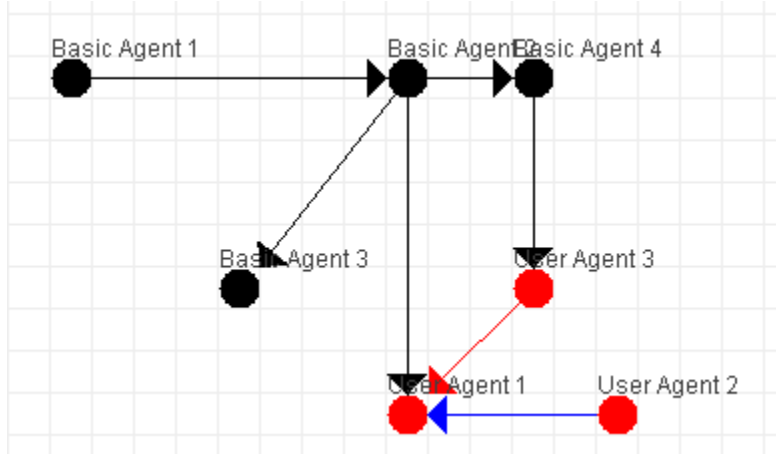 Basic Agent 1
Basic Agent 2
Basic Agent 4
Basic Agent 3
User Agent 3
User Agent 1
User Agent 2